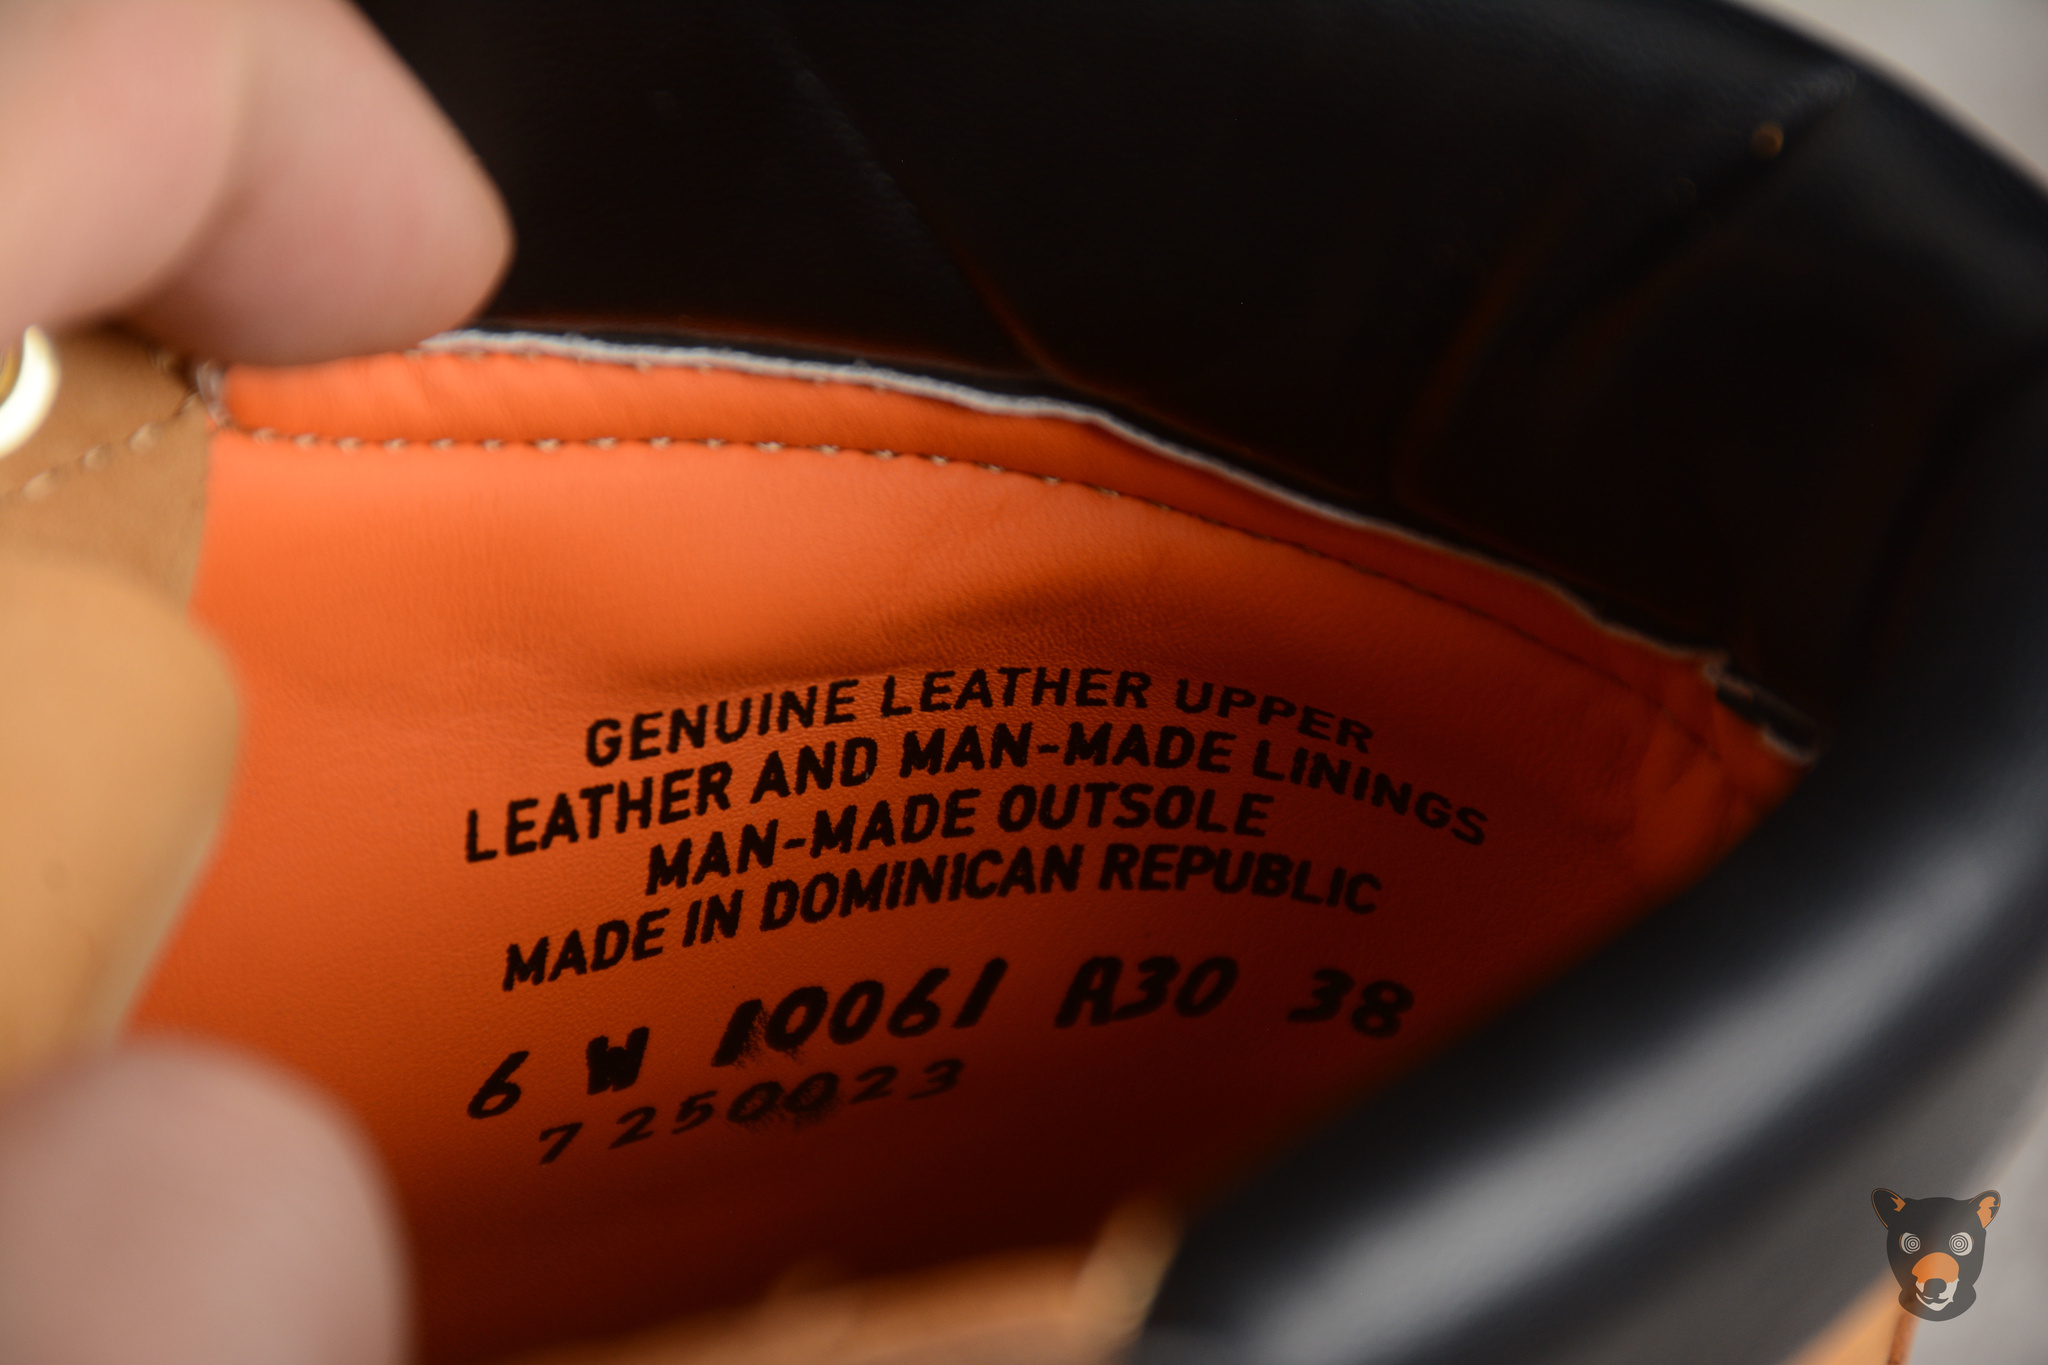 GENUINE LEATHER UPPER
LEATHER AND MAN-MADE LININGS
MAN-MADE OUTSOLE
MADE IN DOMINICAN REPUBLIC
6 W 10061 A30 38
7250023